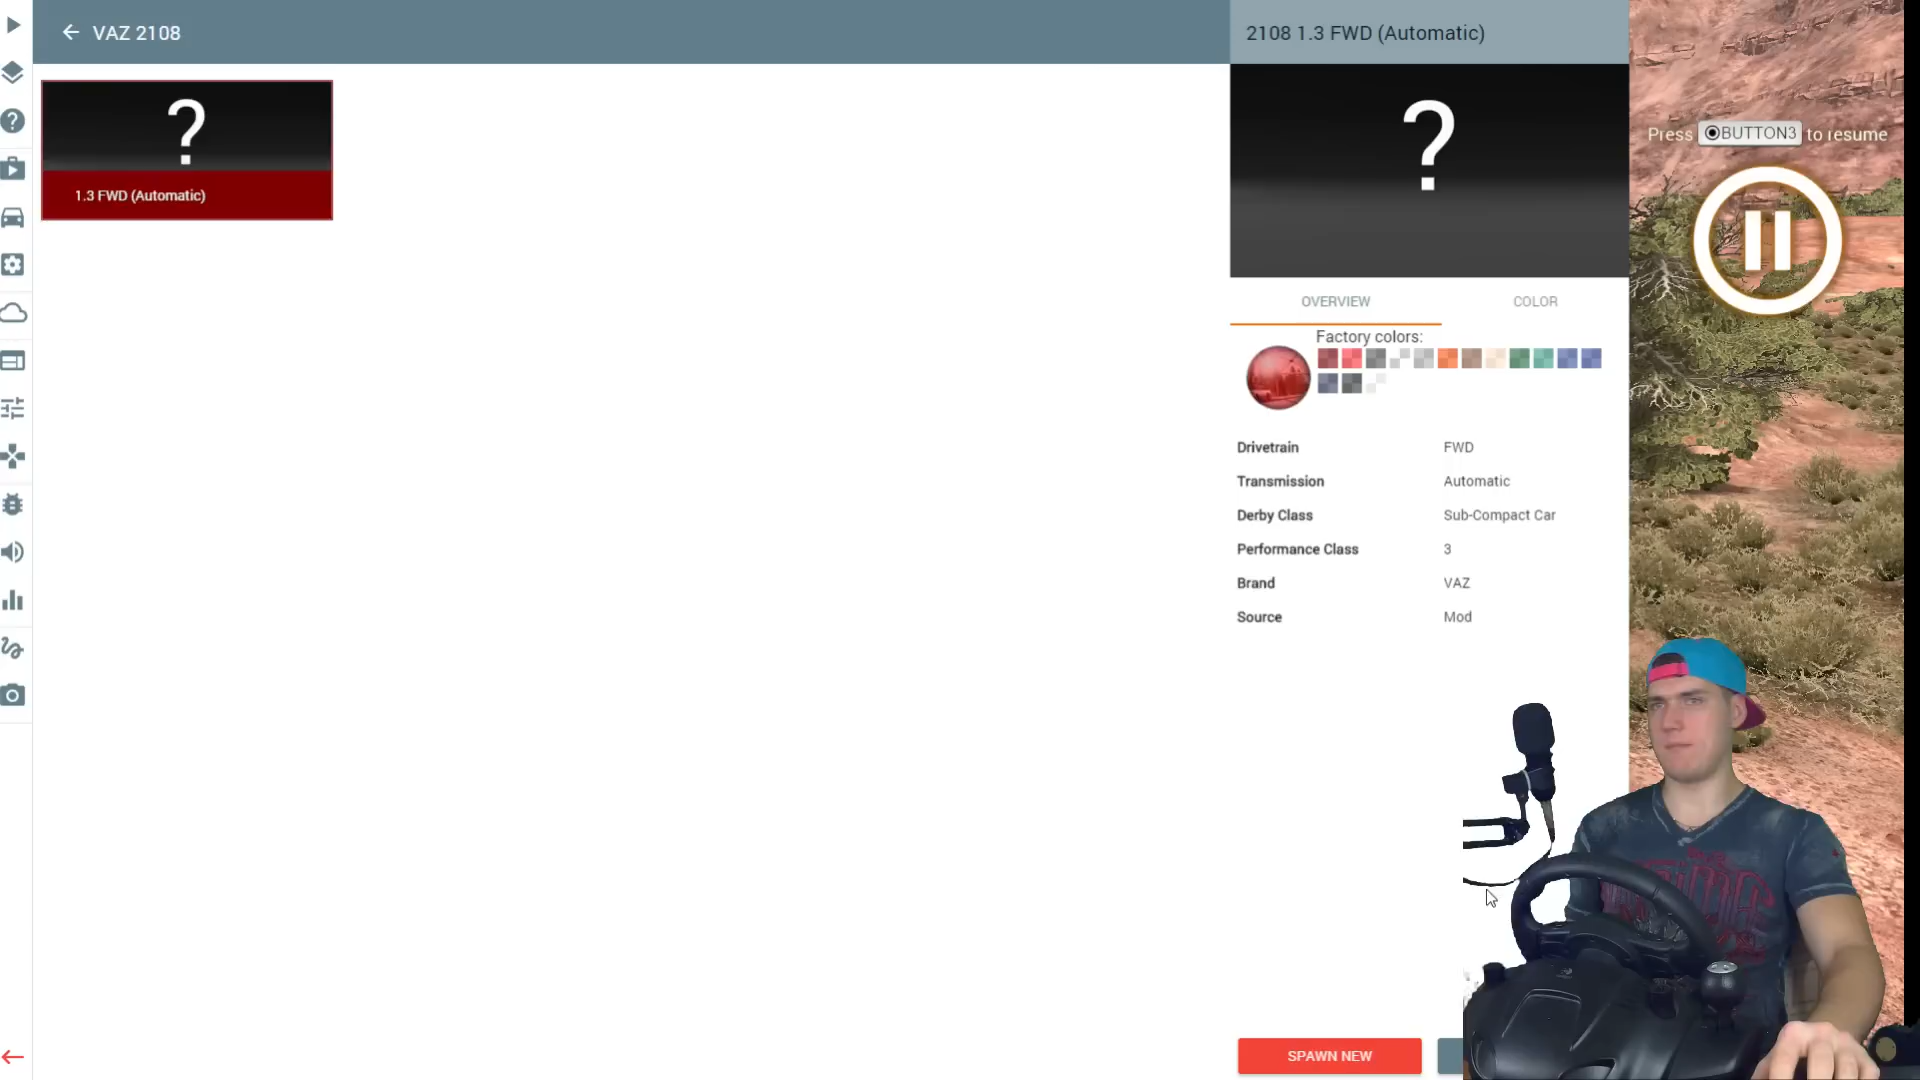 VAZ 2108
2108 1.3 FWD (Automatic)
?
1.3 FWD (Automatic)
?
Press BUTTON3 to resume
OVERVIEW
COLOR
Factory colors:
Drivetrain FWD
Transmission Automatic
Derby Class Sub-Compact Car
Performance Class 3
Brand VAZ
Source Mod
SPAWN NEW